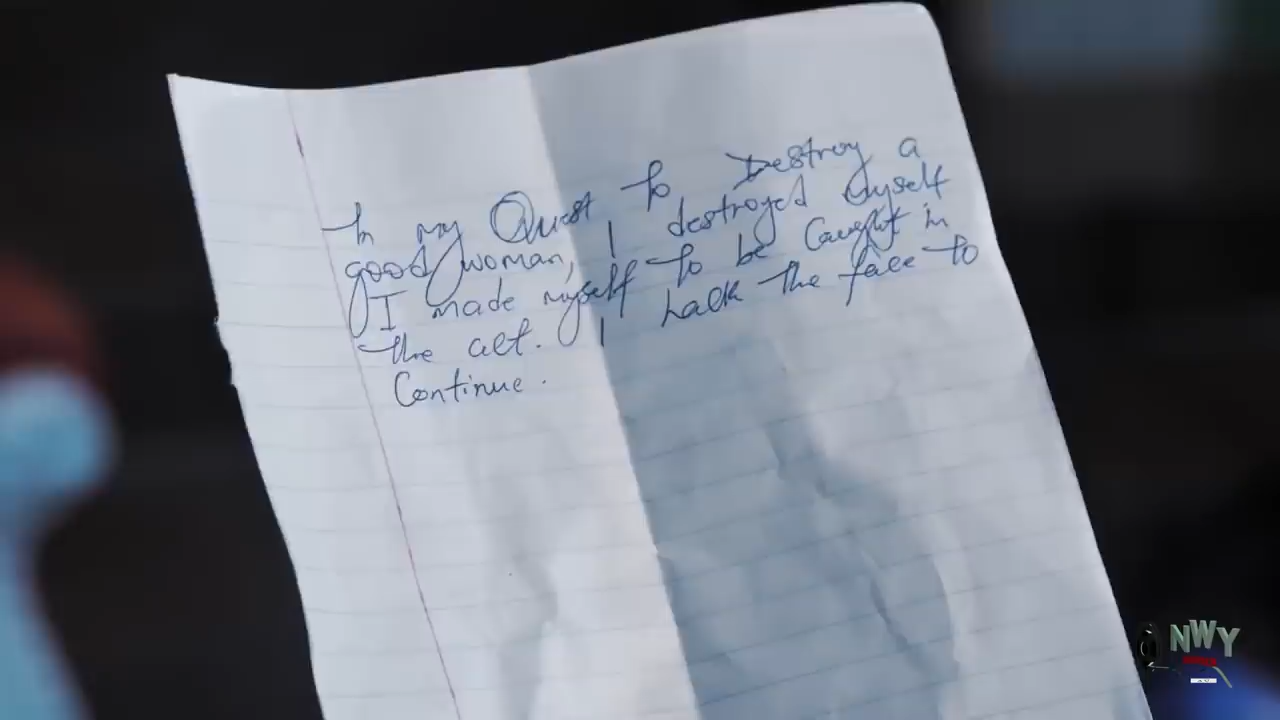 In my Quest to Destroy a
good woman, I destroyed myself
I made myself to be Caught in
the act. I Lack the face to
Continue.
NWY